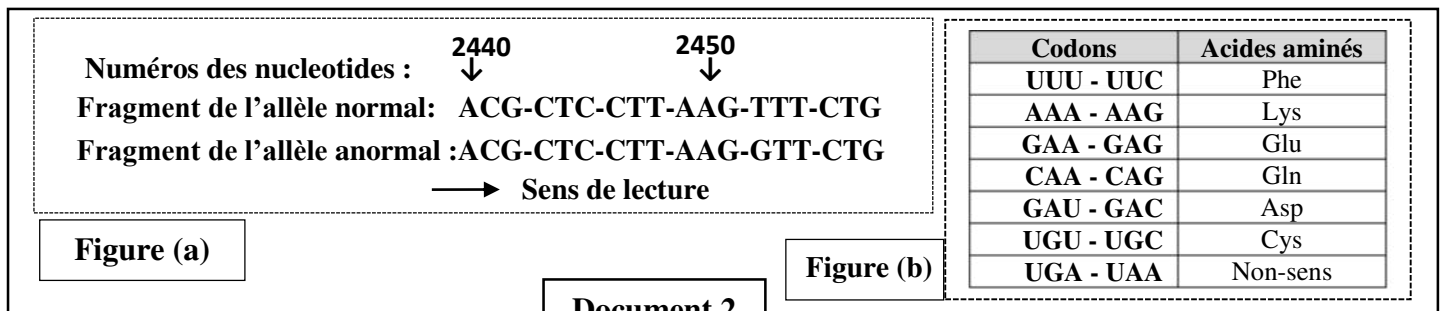 2440 2450
Numéros des nucleotides : ↓ ↓
Fragment de l'allèle normal: ACG-CTC-CTT-AAG-TTT-CTG
Fragment de l'allèle anormal :ACG-CTC-CTT-AAG-GTT-CTG
→ Sens de lecture
Figure (a)
Codons Acides aminés
UUU - UUC Phe
AAA - AAG Lys
GAA - GAG Glu
CAA - CAG Gln
GAU - GAC Asp
UGU - UGC Cys
UGA - UAA Non-sens
Figure (b)
Document 2